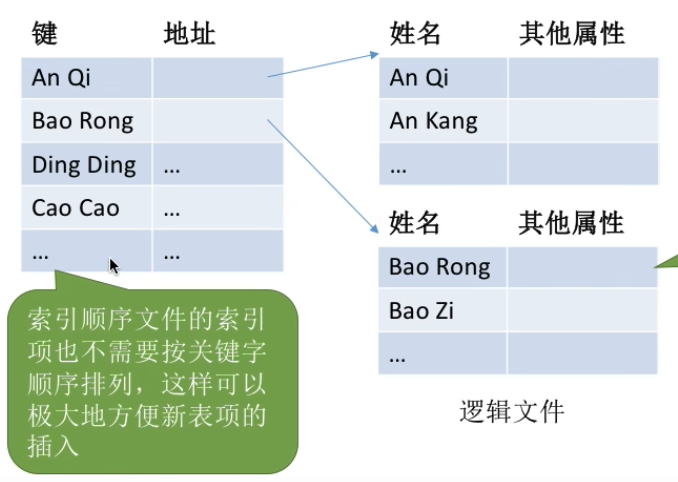 键 地址
An Qi
Bao Rong
Ding Ding ...
Cao Cao ...
... ...
索引顺序文件的索引
项也不需要按关键字
顺序排列，这样可以
极大地方便新表项的
插入
姓名 其他属性
An Qi
An Kang
...
姓名 其他属性
Bao Rong
Bao Zi
...
逻辑文件